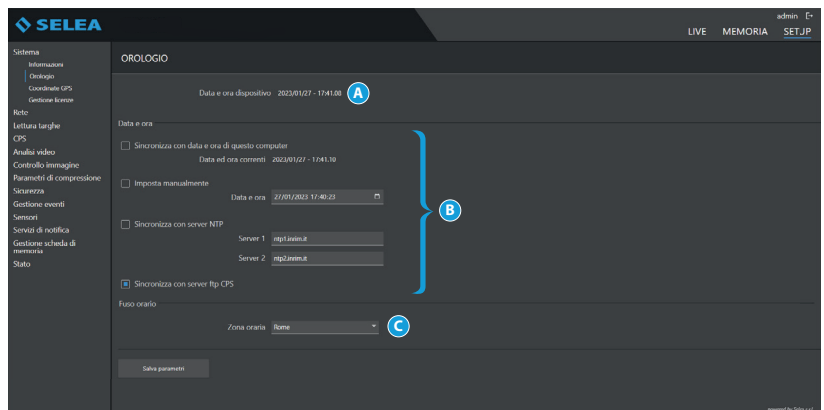 SELEA
admin
LIVE MEMORIA SETUP
Sistema
Informazioni
Orologio
Coordinate GPS
Gestione licenze
Rete
Lettura targhe
CPS
Analisi video
Controllo immagine
Parametri di compressione
Sicurezza
Gestione eventi
Sensori
Servizi di notifica
Gestione scheda di
memoria
Stato
OROLOGIO
Data e ora dispositivo 2023/01/27 - 17:41.08 A
Data e ora
Sincronizza con data e ora di questo computer
Data ed ora correnti 2023/01/27 - 17:41.10
Imposta manualmente
Data e ora 27/01/2023 17:40:23
B
Sincronizza con server NTP
Server 1 ntp1.inrim.it
Server 2 ntp2.inrim.it
Sincronizza con server ftp CPS
Fuso orario
Zona oraria Rome C
Salva parametri
powered by Selea s.r.l